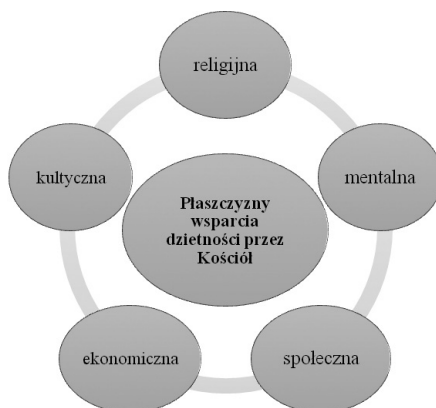 religijna
kultyczna
mentalna
Płaszczyzny
wsparcia
dzietności przez
Kościół
ekonomiczna
społeczna